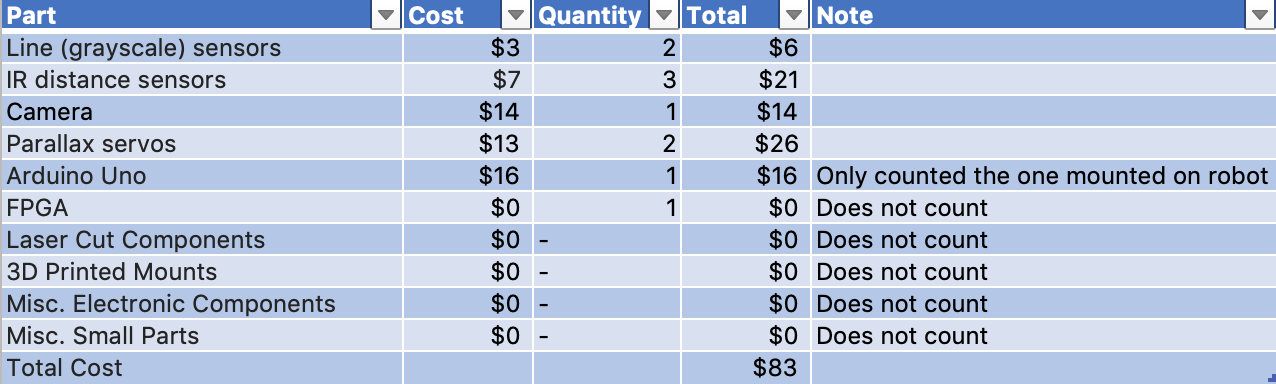 Part Cost Quantity Total Note
Line (grayscale) sensors $3 2 $6
IR distance sensors $7 3 $21
Camera $14 1 $14
Parallax servos $13 2 $26
Arduino Uno $16 1 $16 Only counted the one mounted on robot
FPGA $0 1 $0 Does not count
Laser Cut Components $0 - $0 Does not count
3D Printed Mounts $0 - $0 Does not count
Misc. Electronic Components $0 - $0 Does not count
Misc. Small Parts $0 - $0 Does not count
Total Cost $83